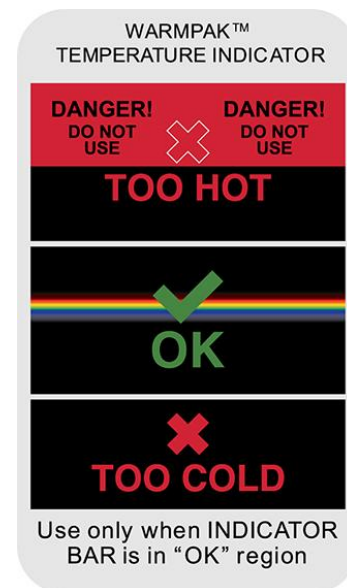 WARMPAK™
TEMPERATURE INDICATOR
DANGER! DANGER!
DO NOT DO NOT
USE USE
TOO HOT
OK
TOO COLD
Use only when INDICATOR
BAR is in “OK” region